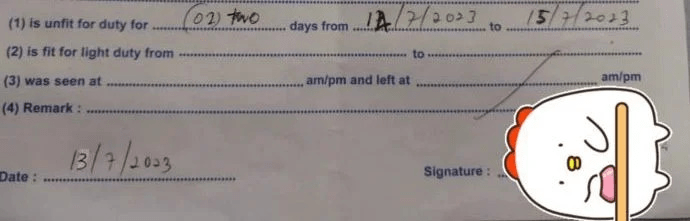 (1) is unfit for duty for (02) two days from 14/7/2023 to 15/7/2023
(2) is fit for light duty from to
(3) was seen at am/pm and left at am/pm
(4) Remark :
Date : 13/7/2023 Signature :